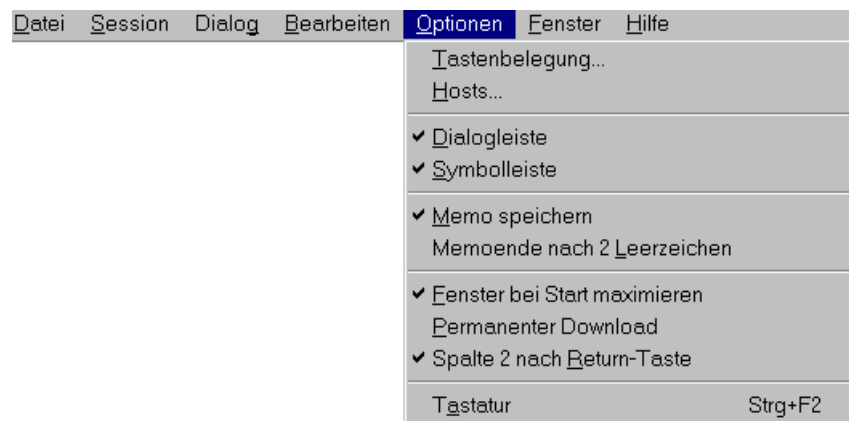 Datei Session Dialog Bearbeiten Optionen Fenster Hilfe
Tastenbelegung...
Hosts...
Dialogleiste
Symbolleiste
Memo speichern
Memoende nach 2 Leerzeichen
Fenster bei Start maximieren
Permanenter Download
Spalte 2 nach Return-Taste
Tastatur Strg+F2